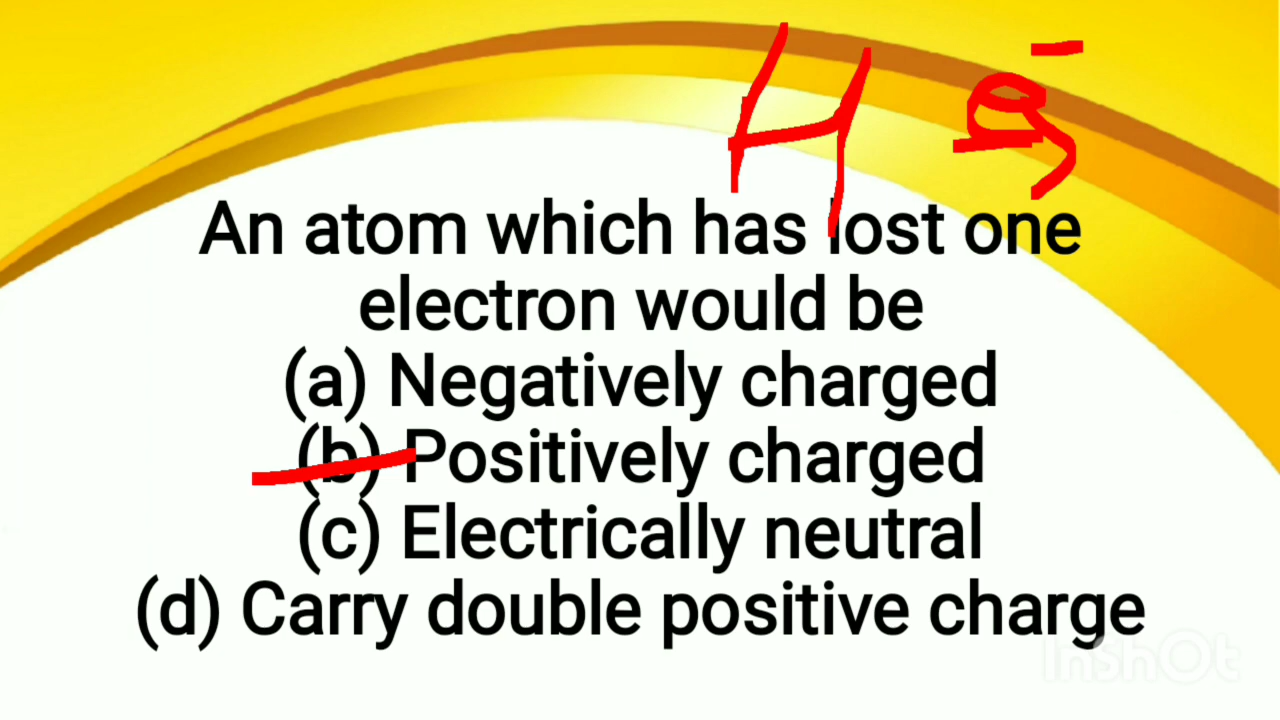 H e⁻
An atom which has lost one
electron would be
(a) Negatively charged
(b) Positively charged
(c) Electrically neutral
(d) Carry double positive charge
InShOt